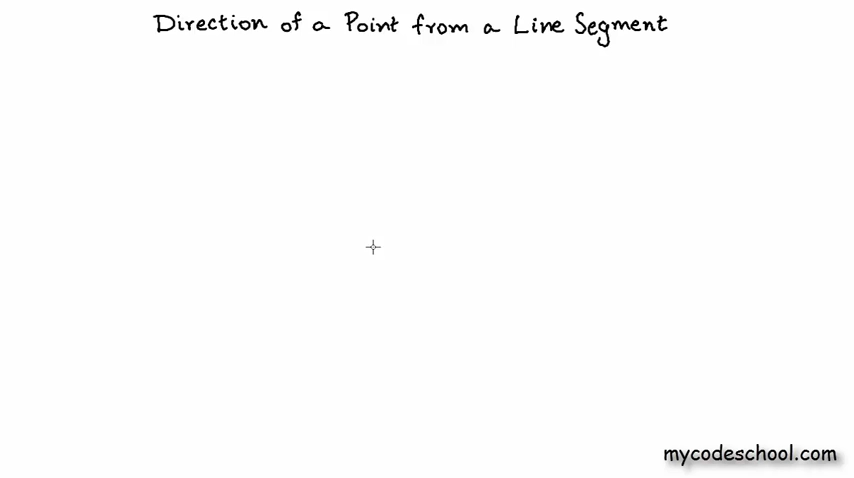 Direction of a Point from a Line Segment
mycodeschool.com